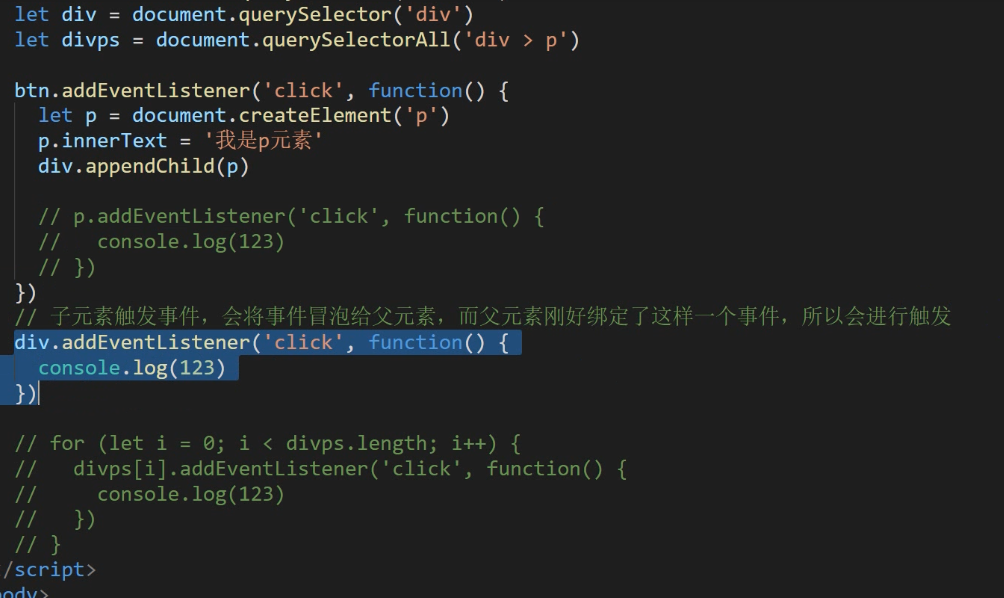 let div = document.querySelector('div')
let divps = document.querySelectorAll('div > p')
btn.addEventListener('click', function() {
let p = document.createElement('p')
p.innerText = '我是p元素'
div.appendChild(p)
// p.addEventListener('click', function() {
//   console.log(123)
// })
})
// 子元素触发事件，会将事件冒泡给父元素，而父元素刚好绑定了这样一个事件，所以会进行触发
div.addEventListener('click', function() {
console.log(123)
})
// for (let i = 0; i < divps.length; i++) {
//   divps[i].addEventListener('click', function() {
//     console.log(123)
//   })
// }
/script>
ody>